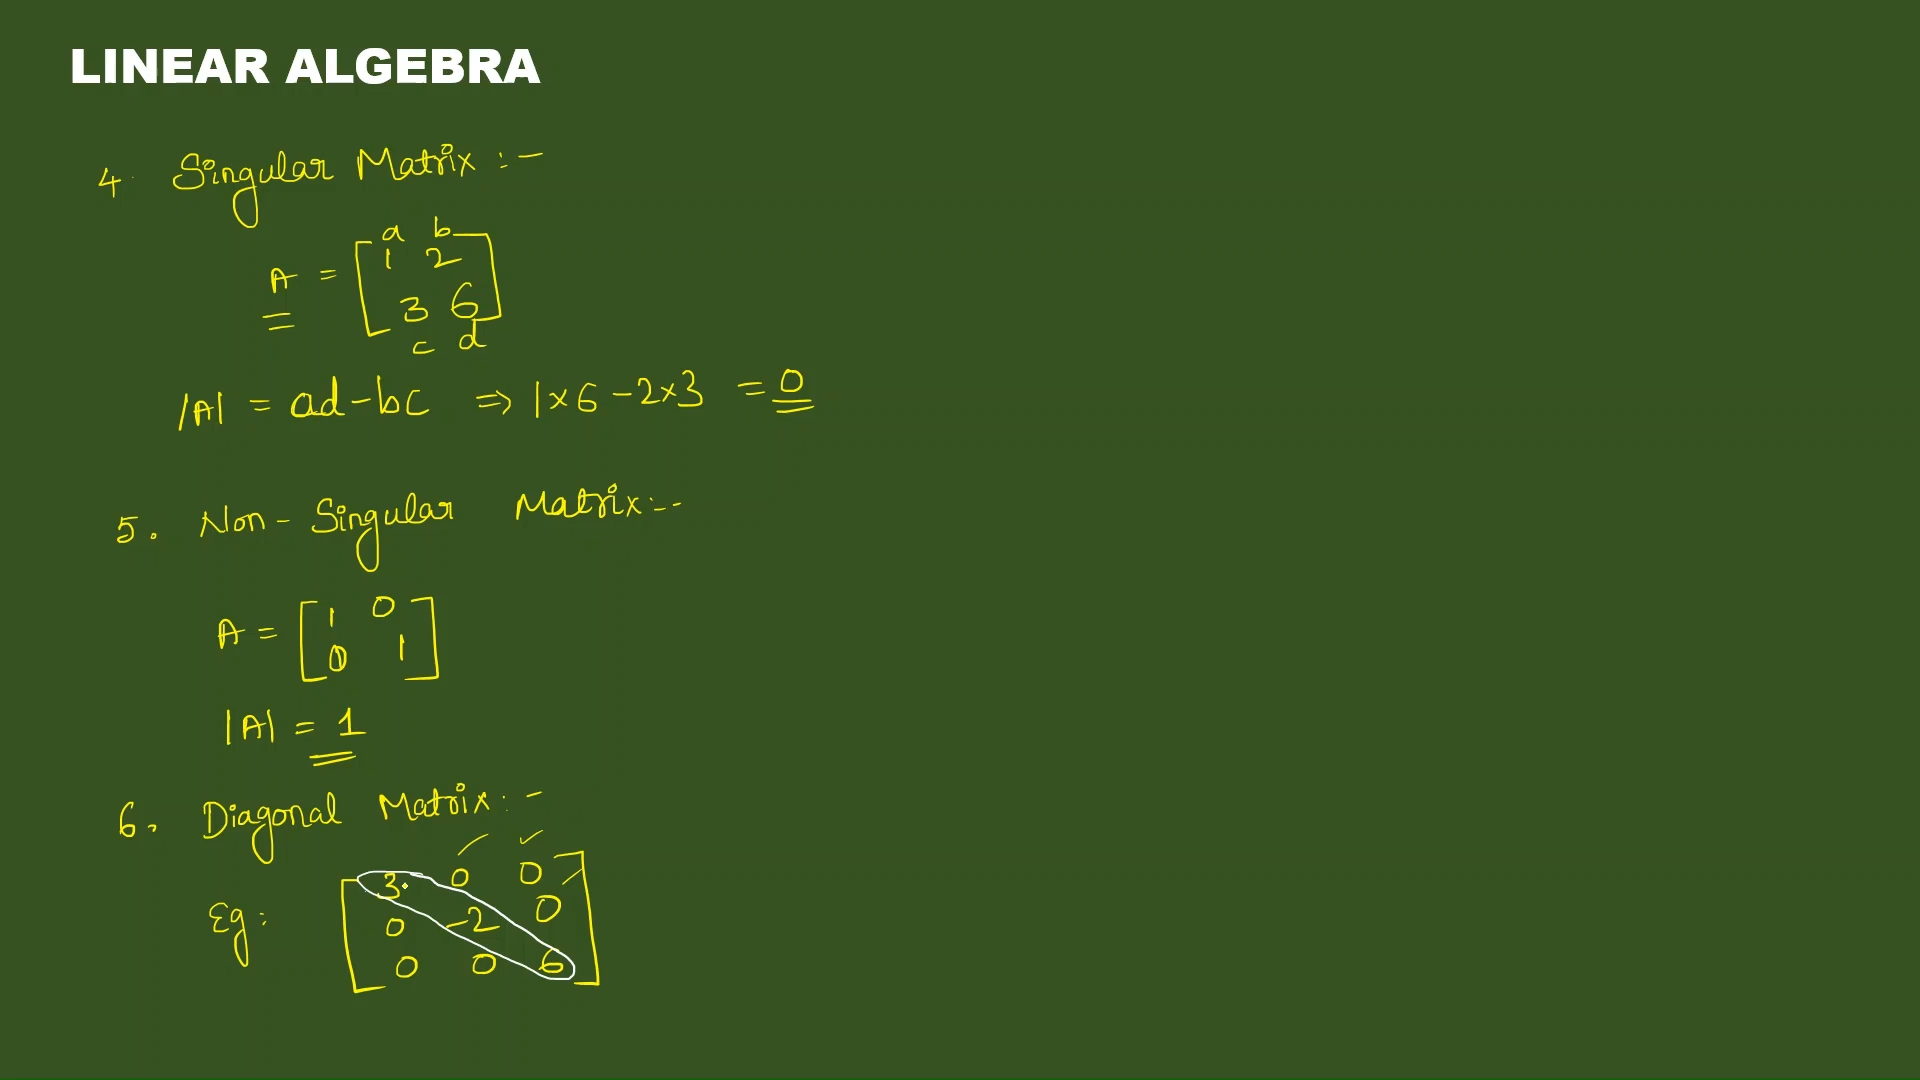 LINEAR ALGEBRA
4. Singular Matrix :-
a b
A = [1 2
3 6]
c d
|A| = ad-bc ⇒ 1×6-2×3 = 0
5. Non-Singular Matrix:-
A = [1 0
0 1]
|A| = 1
6. Diagonal Matrix:-
Eg: [3 0 0
0 -2 0
0 0 6]